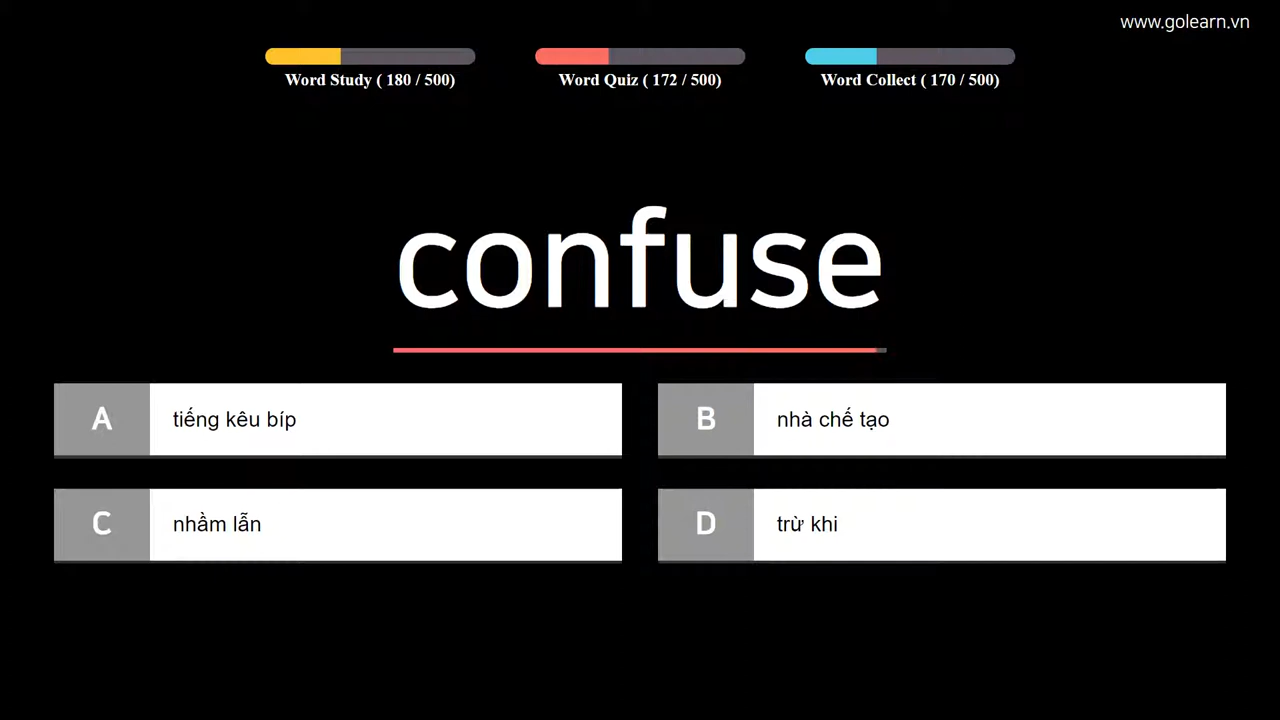 www.golearn.vn
Word Study ( 180 / 500)
Word Quiz ( 172 / 500)
Word Collect ( 170 / 500)
confuse
A tiếng kêu bíp
B nhà chế tạo
C nhầm lẫn
D trừ khi